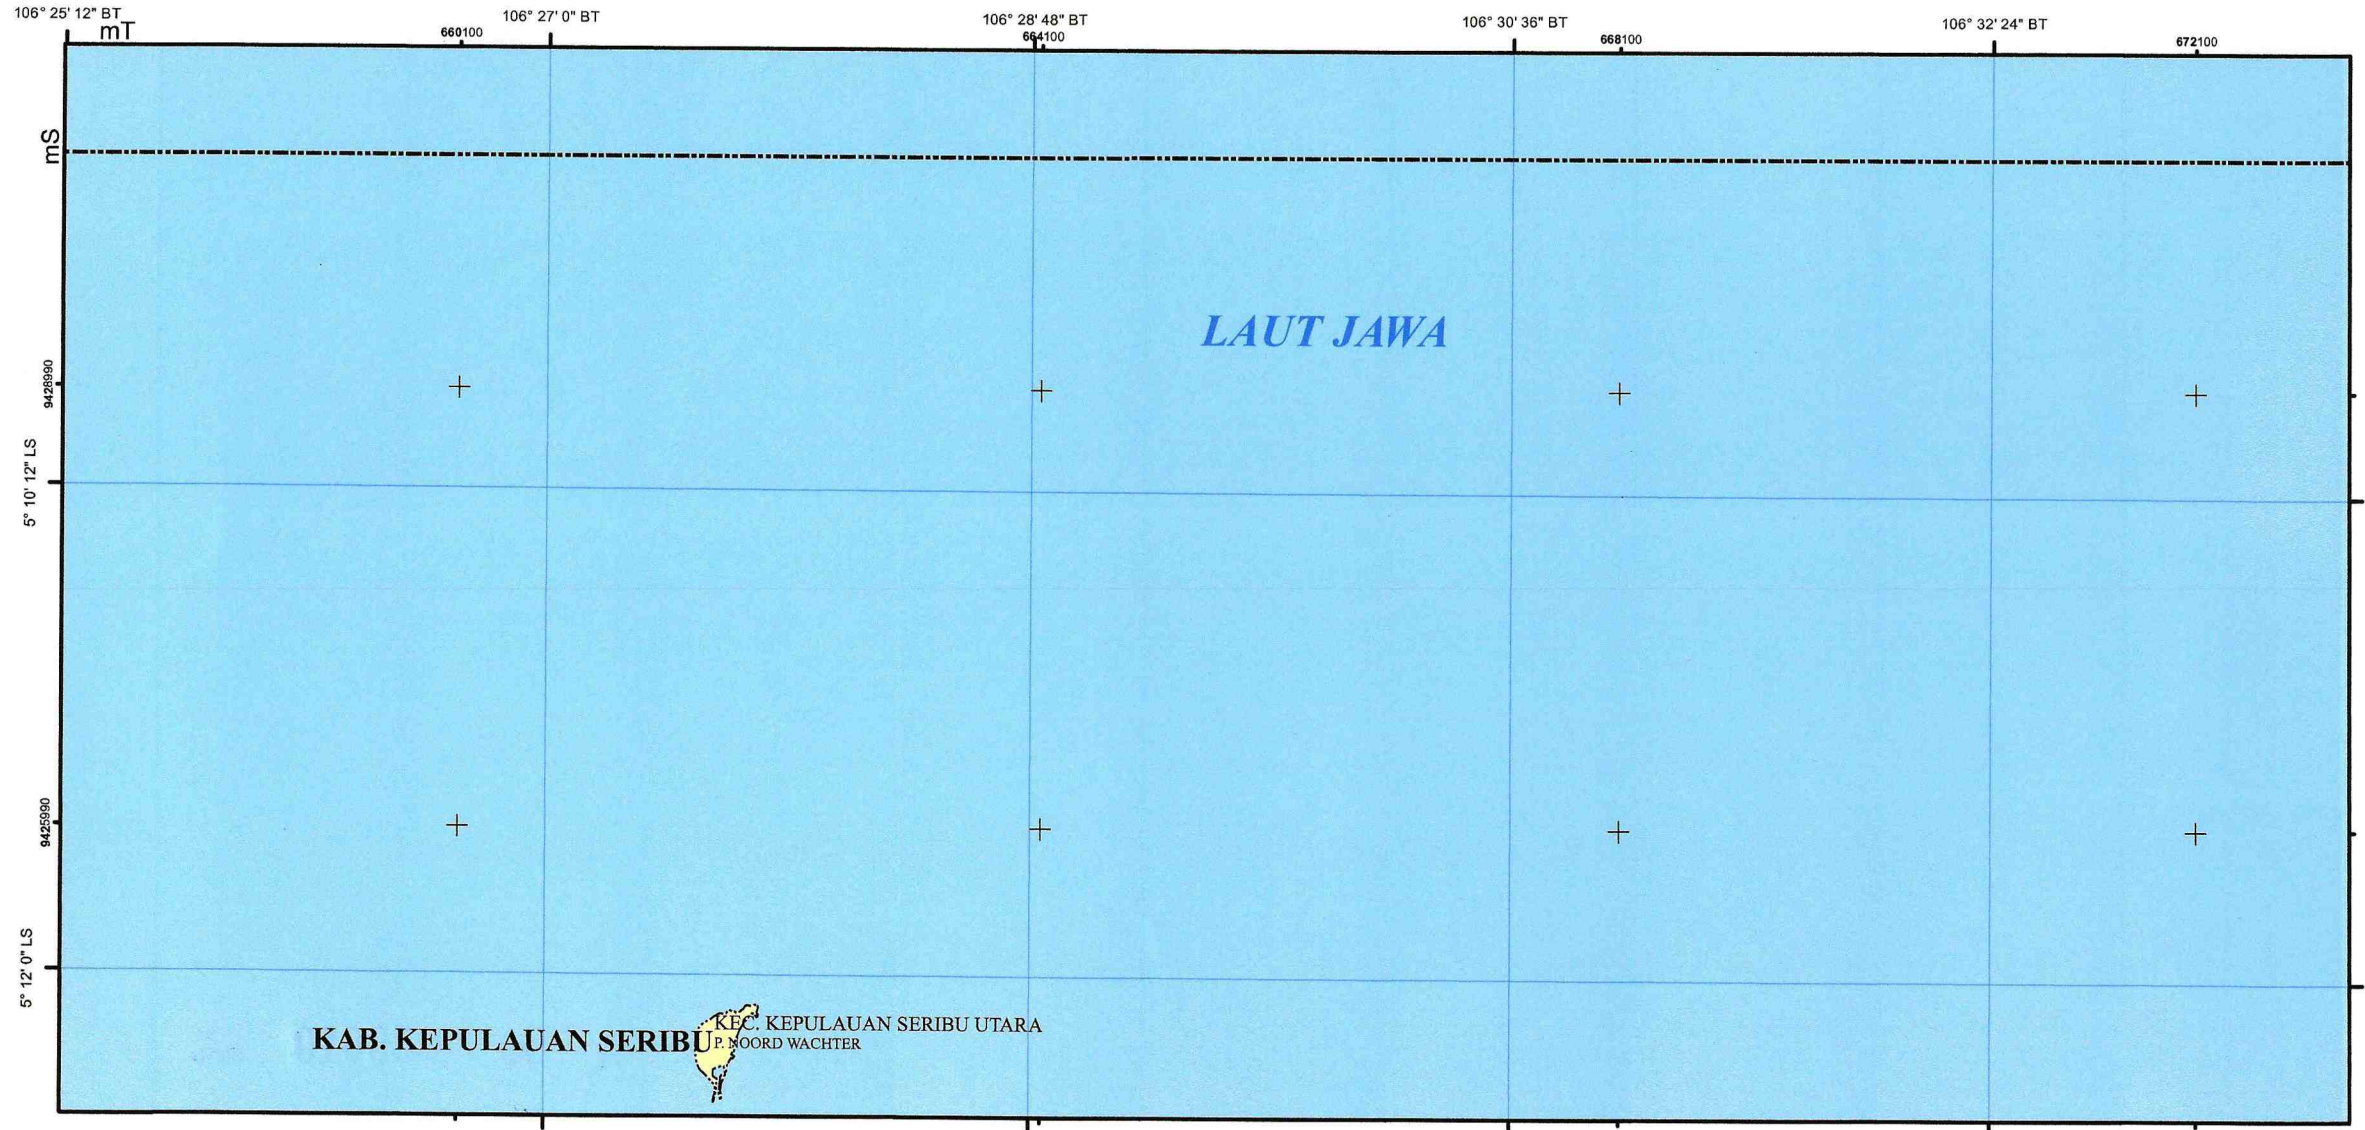 106° 25' 12" BT
106° 27' 0" BT
106° 28' 48" BT
106° 30' 36" BT
106° 32' 24" BT
mT
660100
664100
668100
672100
mS
LAUT JAWA
9428990
5° 10' 12" LS
9425990
5° 12' 0" LS
KAB. KEPULAUAN SERIBU
KEC. KEPULAUAN SERIBU UTARA
P. NOORD WACHTER